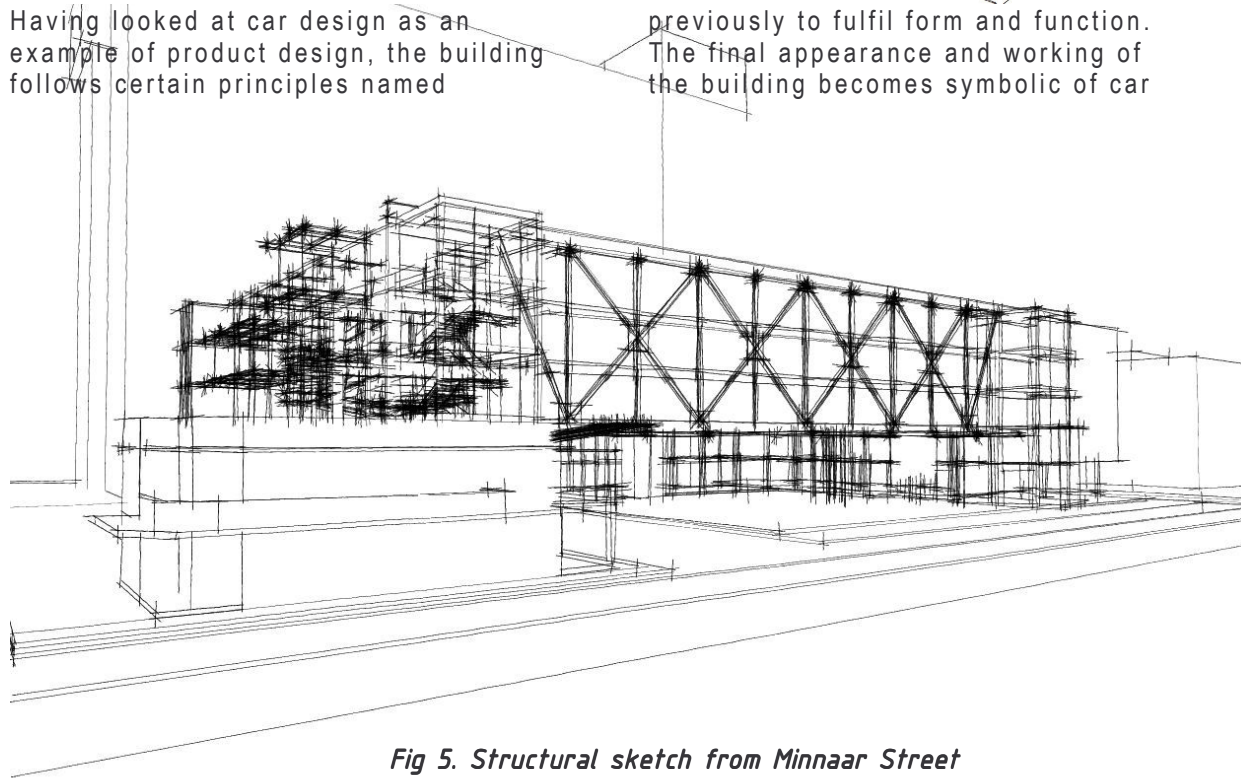 Having looked at car design as an
example of product design, the building
follows certain principles named
previously to fulfil form and function.
The final appearance and working of
the building becomes symbolic of car
Fig 5. Structural sketch from Minnaar Street